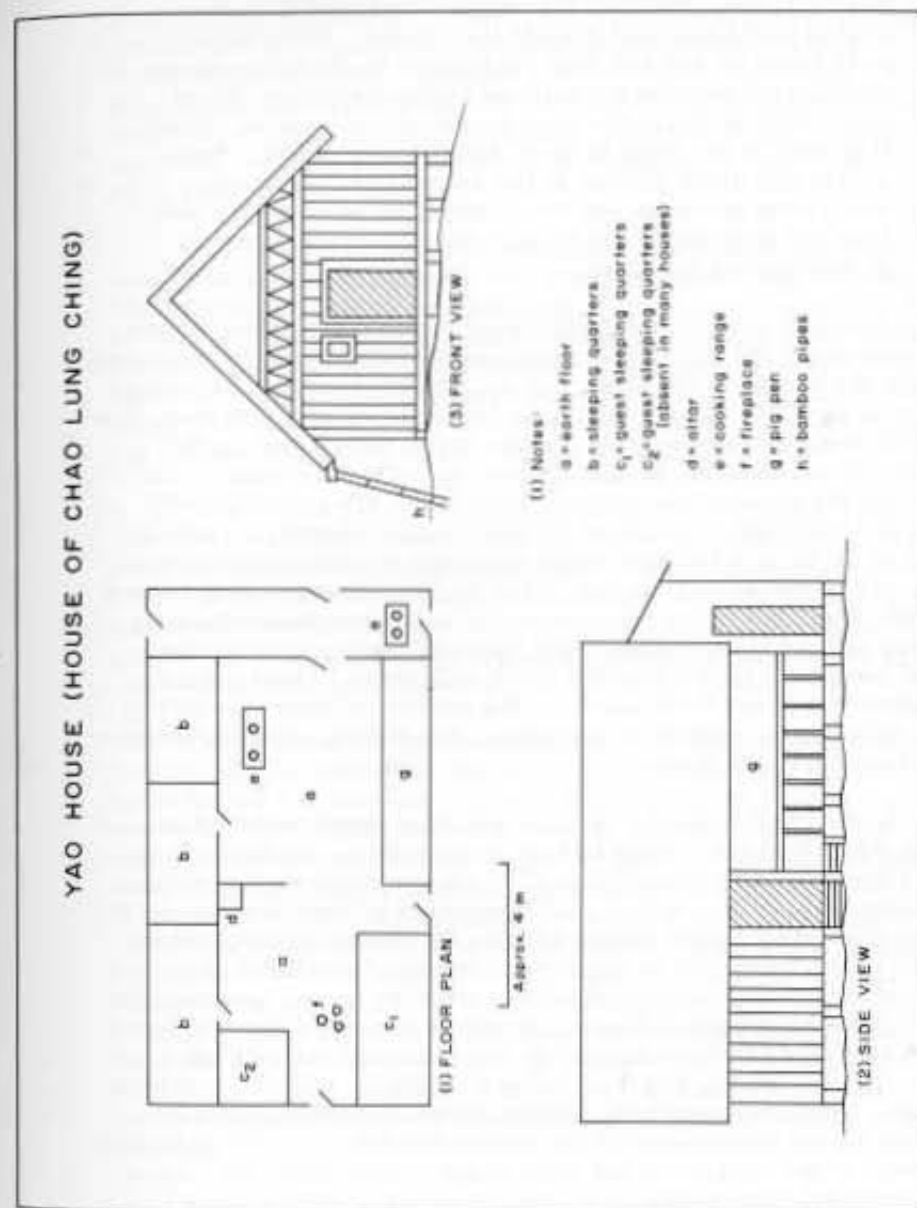 YAO HOUSE (HOUSE OF CHAO LUNG CHING)
b
b
b
c2
d
e
a
a
f
c1
g
e
(1) FLOOR PLAN
Approx. 4 m
h
(3) FRONT VIEW
g
(2) SIDE VIEW
(1) Notes:
a = earth floor
b = sleeping quarters
c1 = guest sleeping quarters
c2 = guest sleeping quarters
(absent in many houses)
d = altar
e = cooking range
f = fireplace
g = pig pen
h = bamboo pipes